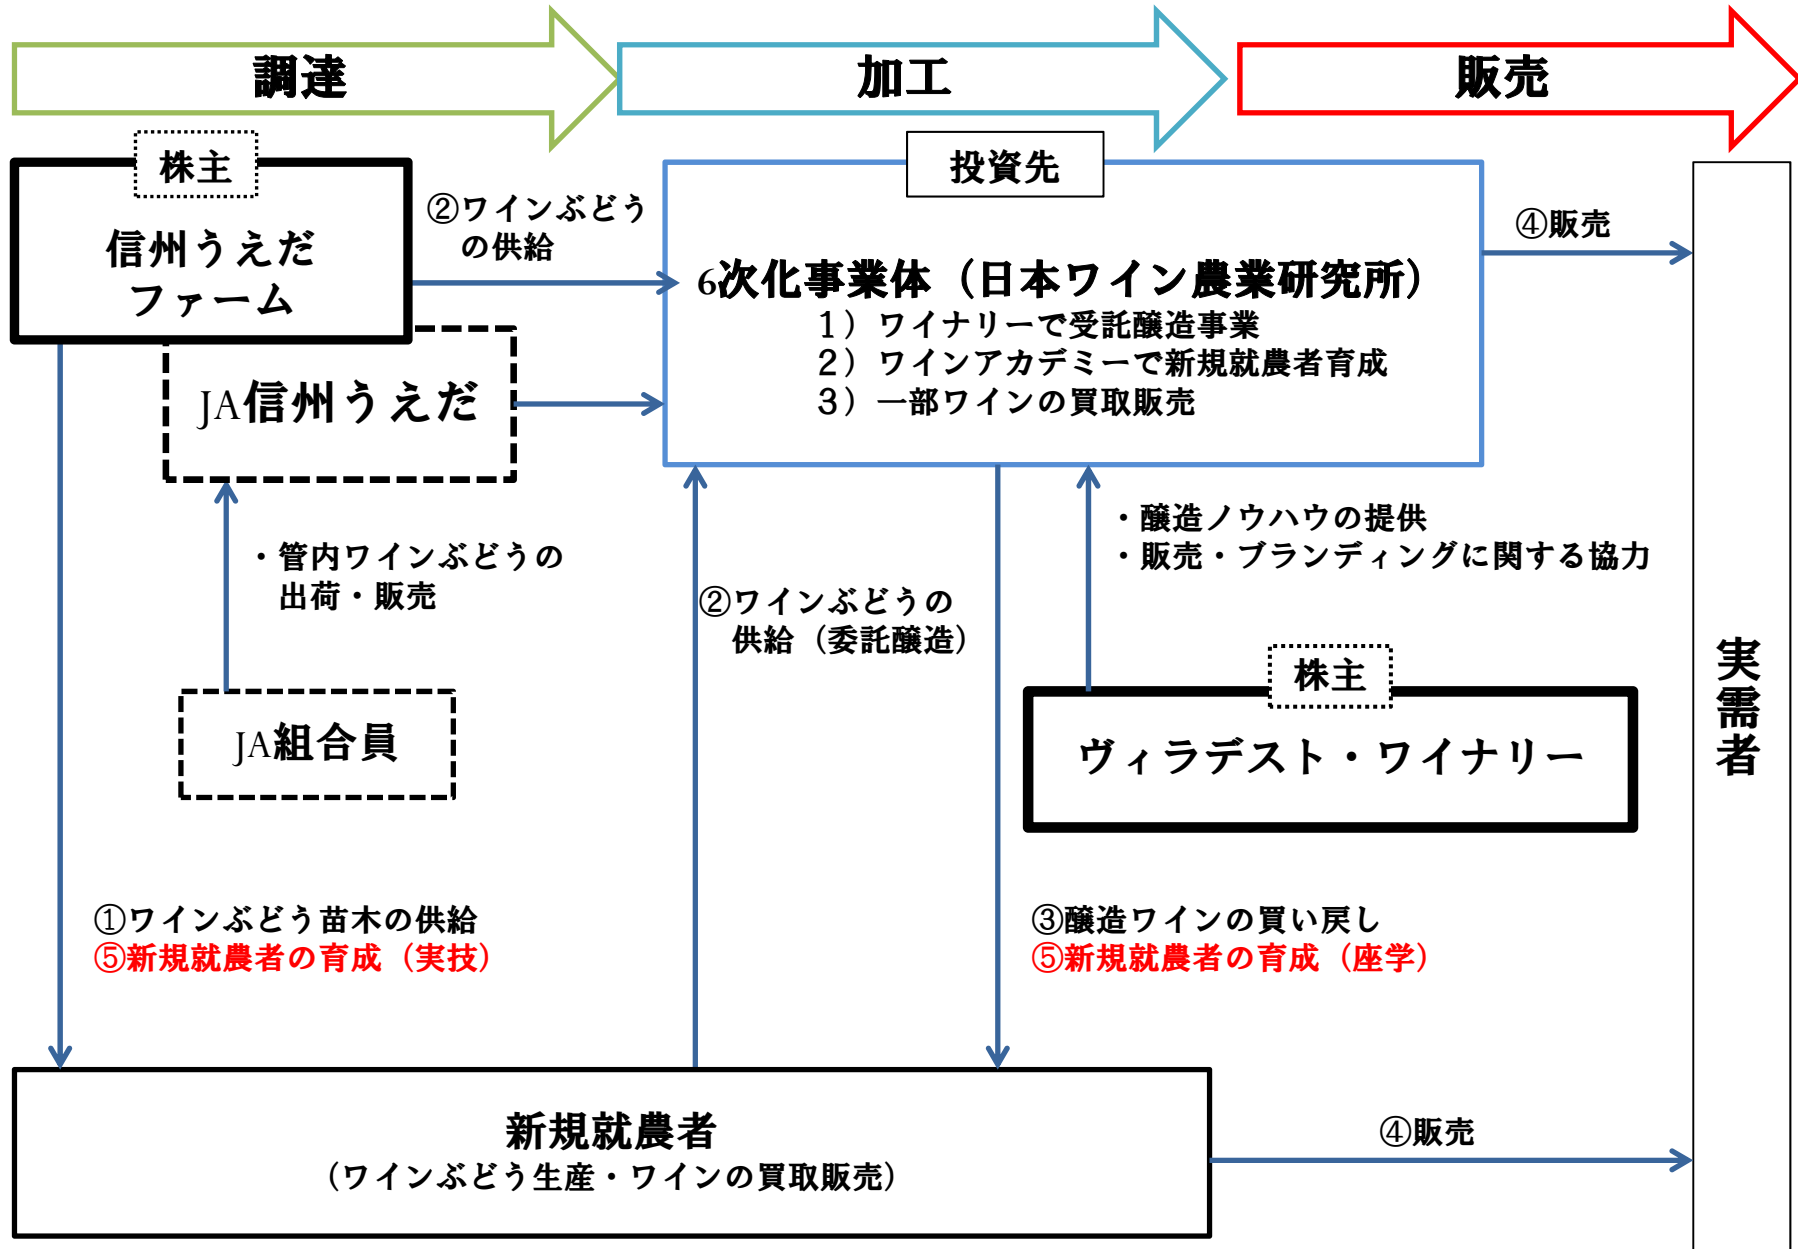 調達
加工
販売
株主
信州うえだ
ファーム
②ワインぶどう
の供給
投資先
6次化事業体（日本ワイン農業研究所）
１）ワイナリーで受託醸造事業
２）ワインアカデミーで新規就農者育成
３）一部ワインの買取販売
④販売
JA信州うえだ
・管内ワインぶどうの
出荷・販売
JA組合員
②ワインぶどうの
供給（委託醸造）
・醸造ノウハウの提供
・販売・ブランディングに関する協力
株主
ヴィラデスト・ワイナリー
実需者
①ワインぶどう苗木の供給
⑤新規就農者の育成（実技）
③醸造ワインの買い戻し
⑤新規就農者の育成（座学）
新規就農者
（ワインぶどう生産・ワインの買取販売）
④販売